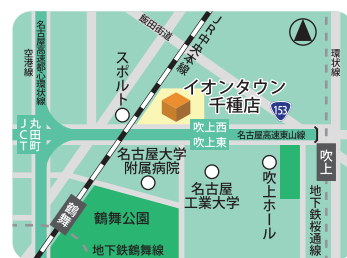 飯田街道
JR中央本線
名古屋高速都心環状線
空港線
環状線
スポルト
イオンタウン
千種店
153
丸田町
JCT
吹上西
吹上東
名古屋高速東山線
吹上
名古屋大学
附属病院
名古屋
工業大学
吹上ホール
鶴舞
鶴舞公園
地下鉄鶴舞線
地下鉄桜通線